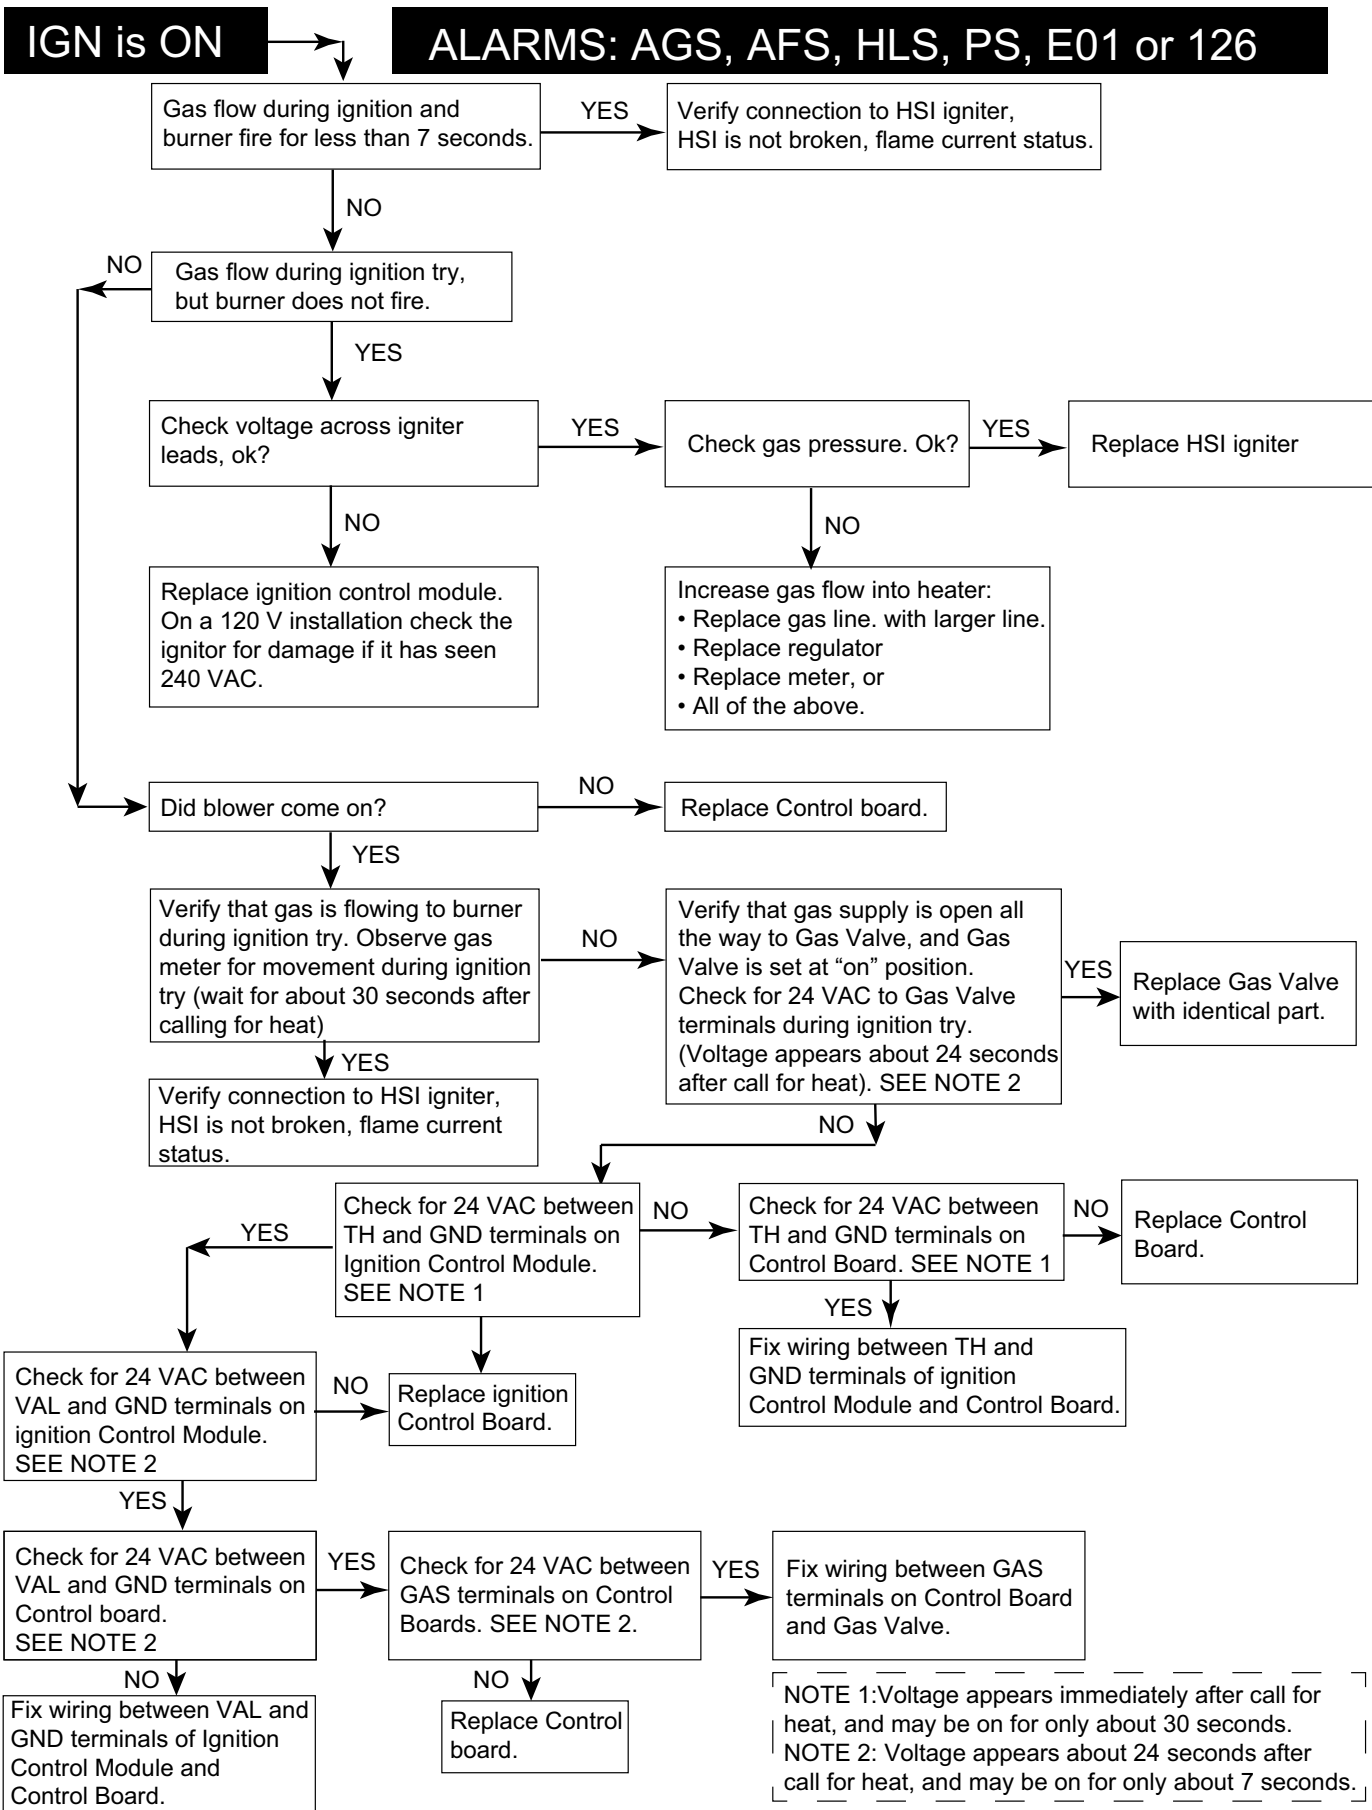 IGN is ON
ALARMS: AGS, AFS, HLS, PS, E01 or 126
Gas flow during ignition and
burner fire for less than 7 seconds.
YES
Verify connection to HSI igniter,
HSI is not broken, flame current status.
NO
NO
Gas flow during ignition try,
but burner does not fire.
YES
Check voltage across igniter
leads, ok?
YES
Check gas pressure. Ok?
YES
Replace HSI igniter
NO
NO
Replace ignition control module.
On a 120 V installation check the
ignitor for damage if it has seen
240 VAC.
Increase gas flow into heater:
• Replace gas line. with larger line.
• Replace regulator
• Replace meter, or
• All of the above.
Did blower come on?
NO
Replace Control board.
YES
Verify that gas is flowing to burner
during ignition try. Observe gas
meter for movement during ignition
try (wait for about 30 seconds after
calling for heat)
NO
Verify that gas supply is open all
the way to Gas Valve, and Gas
Valve is set at “on” position.
Check for 24 VAC to Gas Valve
terminals during ignition try.
(Voltage appears about 24 seconds
after call for heat). SEE NOTE 2
YES
Replace Gas Valve
with identical part.
YES
Verify connection to HSI igniter,
HSI is not broken, flame current
status.
NO
YES
Check for 24 VAC between
TH and GND terminals on
Ignition Control Module.
SEE NOTE 1
NO
Check for 24 VAC between
TH and GND terminals on
Control Board. SEE NOTE 1
NO
Replace Control
Board.
YES
Fix wiring between TH and
GND terminals of ignition
Control Module and Control Board.
Check for 24 VAC between
VAL and GND terminals on
ignition Control Module.
SEE NOTE 2
NO
Replace ignition
Control Board.
YES
Check for 24 VAC between
VAL and GND terminals on
Control board.
SEE NOTE 2
YES
Check for 24 VAC between
GAS terminals on Control
Boards. SEE NOTE 2.
YES
Fix wiring between GAS
terminals on Control Board
and Gas Valve.
NO
Fix wiring between VAL and
GND terminals of Ignition
Control Module and
Control Board.
NO
Replace Control
board.
NOTE 1:Voltage appears immediately after call for
heat, and may be on for only about 30 seconds.
NOTE 2: Voltage appears about 24 seconds after
call for heat, and may be on for only about 7 seconds.